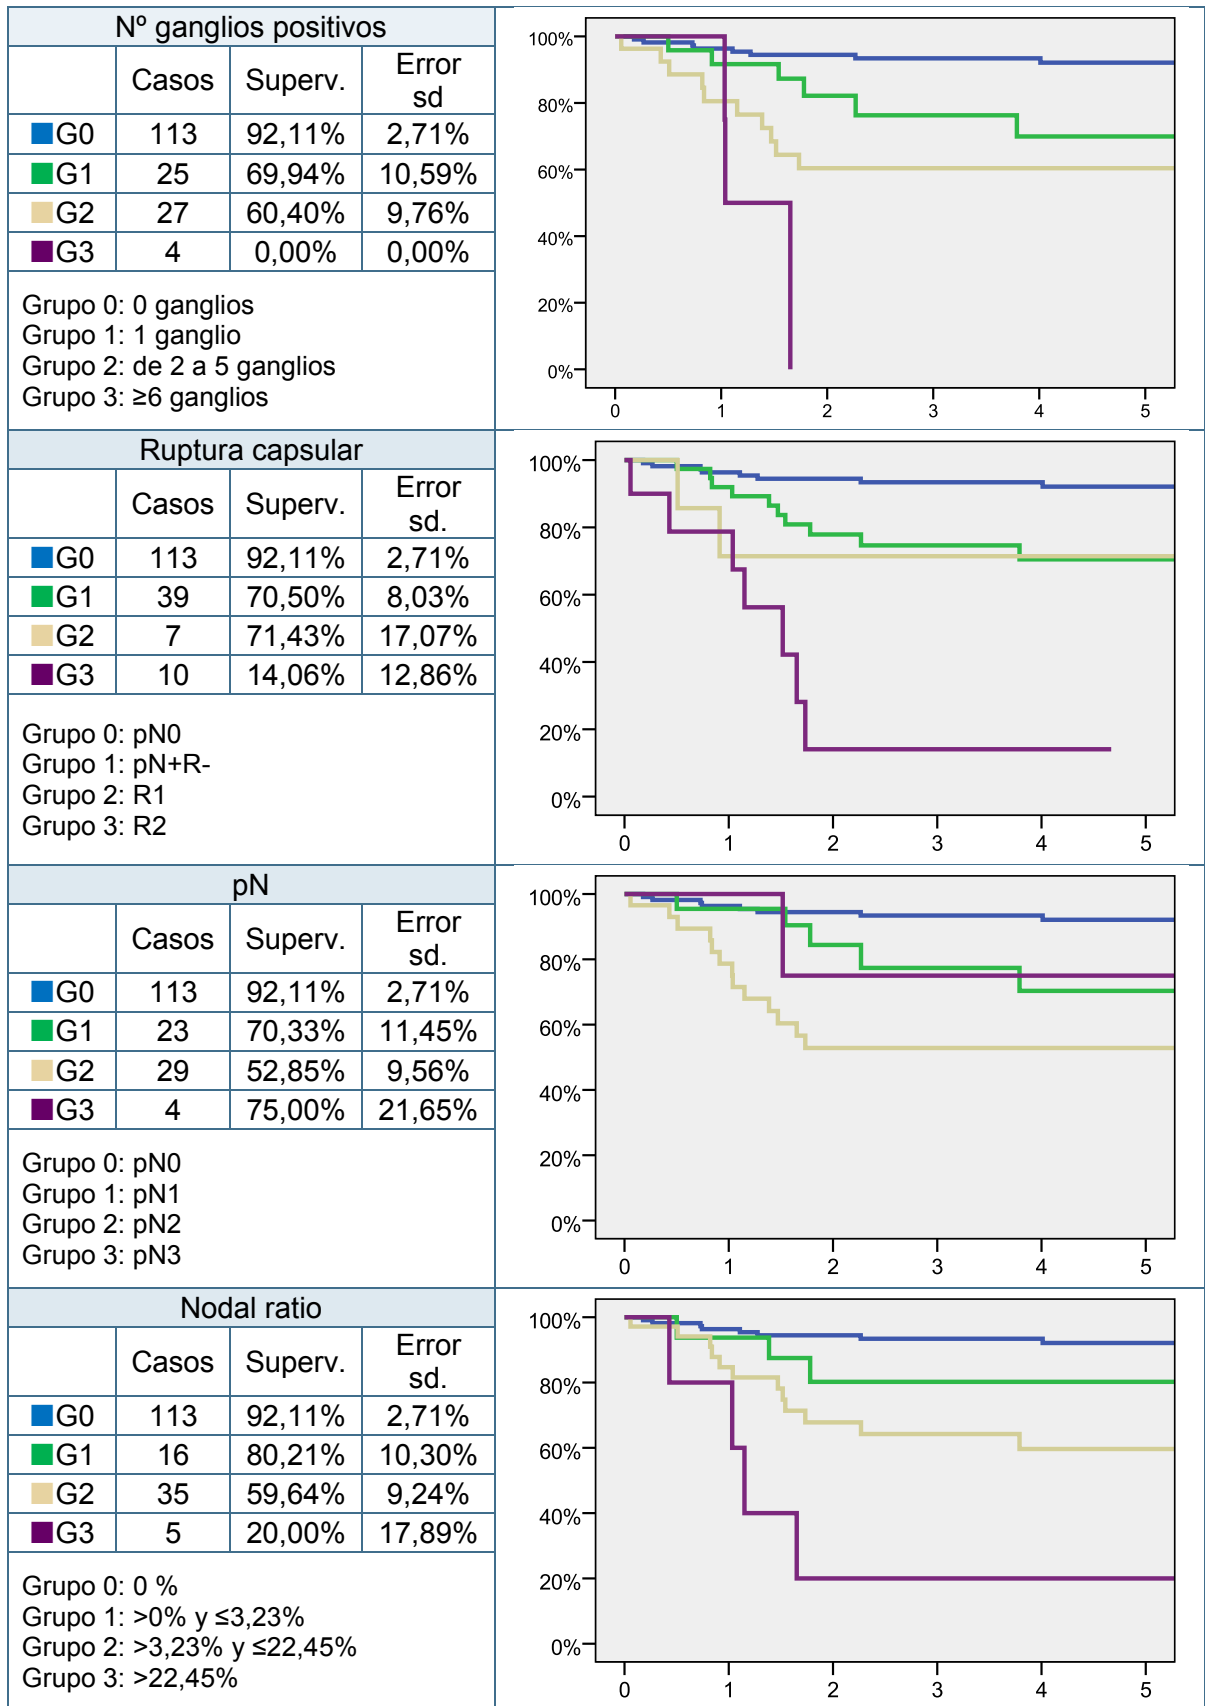 Nº ganglios positivos
Casos Superv. Error sd
G0 113 92,11% 2,71%
G1 25 69,94% 10,59%
G2 27 60,40% 9,76%
G3 4 0,00% 0,00%
Grupo 0: 0 ganglios
Grupo 1: 1 ganglio
Grupo 2: de 2 a 5 ganglios
Grupo 3: ≥6 ganglios
100%
80%
60%
40%
20%
0%
0 1 2 3 4 5
Ruptura capsular
Casos Superv. Error sd.
G0 113 92,11% 2,71%
G1 39 70,50% 8,03%
G2 7 71,43% 17,07%
G3 10 14,06% 12,86%
Grupo 0: pN0
Grupo 1: pN+R-
Grupo 2: R1
Grupo 3: R2
100%
80%
60%
40%
20%
0%
0 1 2 3 4 5
pN
Casos Superv. Error sd.
G0 113 92,11% 2,71%
G1 23 70,33% 11,45%
G2 29 52,85% 9,56%
G3 4 75,00% 21,65%
Grupo 0: pN0
Grupo 1: pN1
Grupo 2: pN2
Grupo 3: pN3
100%
80%
60%
40%
20%
0%
0 1 2 3 4 5
Nodal ratio
Casos Superv. Error sd.
G0 113 92,11% 2,71%
G1 16 80,21% 10,30%
G2 35 59,64% 9,24%
G3 5 20,00% 17,89%
Grupo 0: 0 %
Grupo 1: >0% y ≤3,23%
Grupo 2: >3,23% y ≤22,45%
Grupo 3: >22,45%
100%
80%
60%
40%
20%
0%
0 1 2 3 4 5